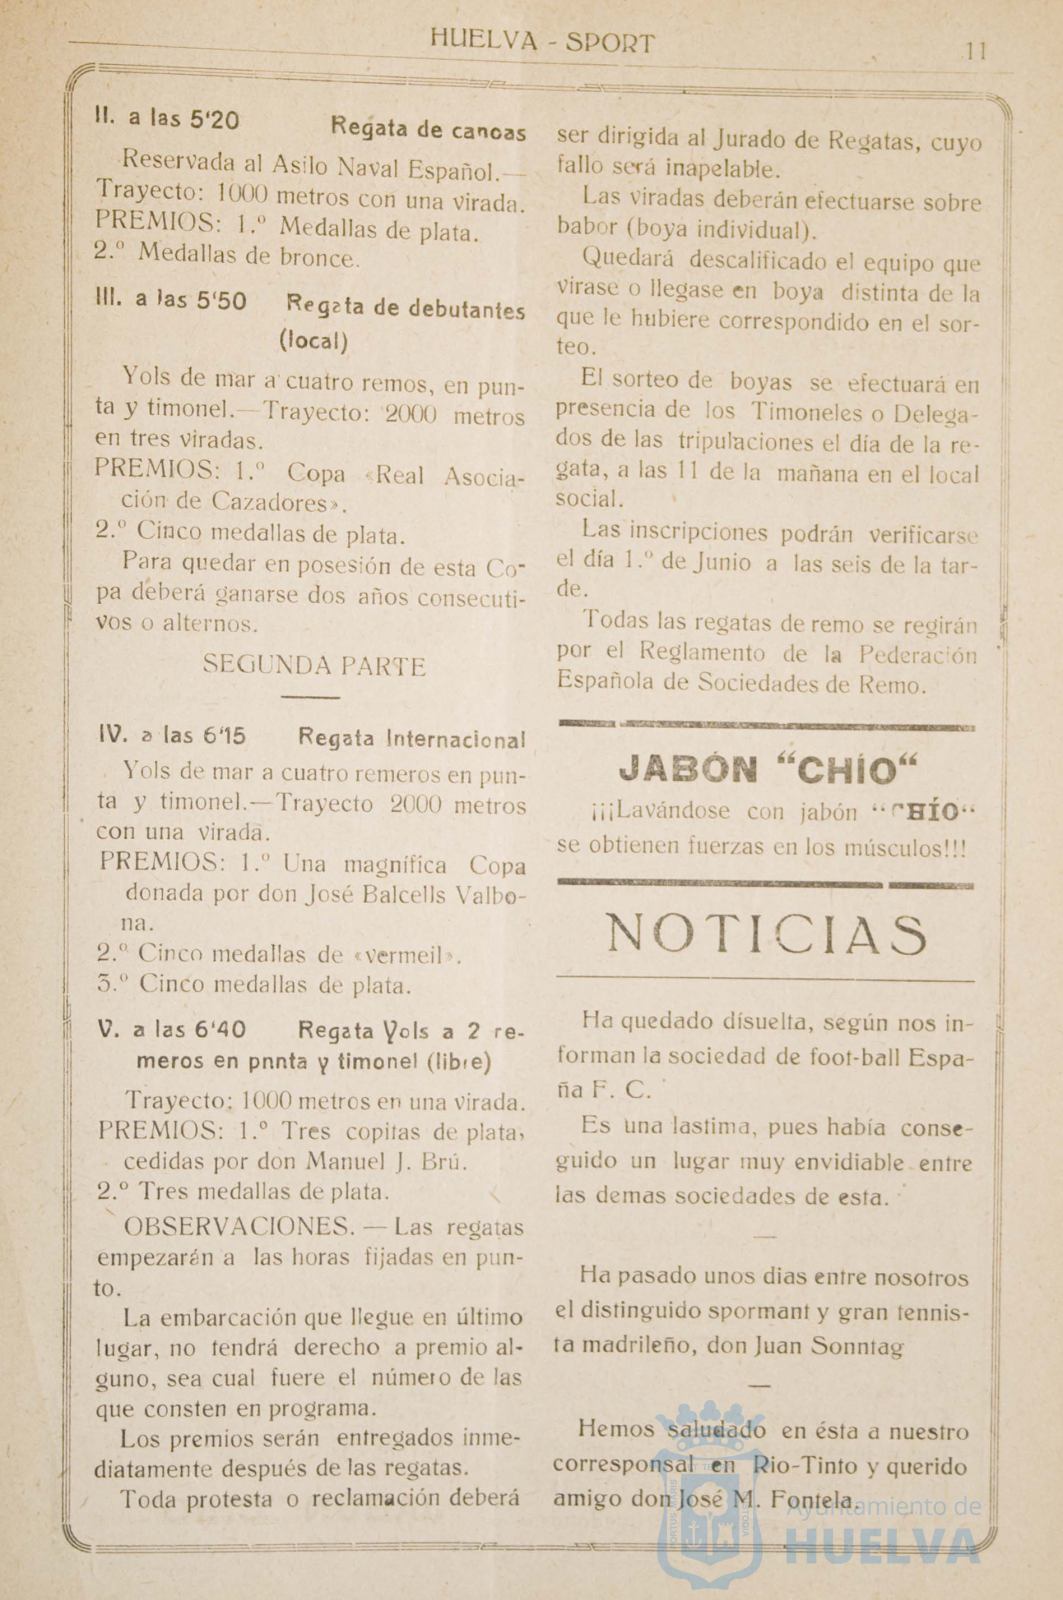 HUELVA - SPORT
11
II. a las 5'20 Regata de canoas
Reservada al Asilo Naval Español.—
Trayecto: 1000 metros con una virada.
PREMIOS: 1.º Medallas de plata.
2.º Medallas de bronce.
III. a las 5'50 Regata de debutantes
(local)
Yols de mar a cuatro remos, en pun-
ta y timonel.—Trayecto: 2000 metros
en tres viradas.
PREMIOS: 1.º Copa «Real Asocia-
ción de Cazadores».
2.º Cinco medallas de plata.
Para quedar en posesión de esta Co-
pa deberá ganarse dos años consecuti-
vos o alternos.
SEGUNDA PARTE
IV. a las 6'15 Regata Internacional
Yols de mar a cuatro remeros en pun-
ta y timonel.—Trayecto 2000 metros
con una virada.
PREMIOS: 1.º Una magnífica Copa
donada por don José Balcells Valbo-
na.
2.º Cinco medallas de «vermeil».
3.º Cinco medallas de plata.
V. a las 6'40 Regata Yols a 2 re-
meros en pnnta y timonel (libre)
Trayecto: 1000 metros en una virada.
PREMIOS: 1.º Tres copitas de plata,
cedidas por don Manuel J. Brú.
2.º Tres medallas de plata.
OBSERVACIONES. — Las regatas
empezarán a las horas fijadas en pun-
to.
La embarcación que llegue en último
lugar, no tendrá derecho a premio al-
guno, sea cual fuere el número de las
que consten en programa.
Los premios serán entregados inme-
diatamente después de las regatas.
Toda protesta o reclamación deberá
ser dirigida al Jurado de Regatas, cuyo
fallo será inapelable.
Las viradas deberán efectuarse sobre
babor (boya individual).
Quedará descalificado el equipo que
virase o llegase en boya distinta de la
que le hubiere correspondido en el sor-
teo.
El sorteo de boyas se efectuará en
presencia de los Timoneles o Delega-
dos de las tripulaciones el día de la re-
gata, a las 11 de la mañana en el local
social.
Las inscripciones podrán verificarse
el día 1.º de Junio a las seis de la tar-
de.
Todas las regatas de remo se regirán
por el Reglamento de la Pederación
Española de Sociedades de Remo.
JABÓN “CHÍO“
¡¡¡Lavándose con jabón “CHÍO“
se obtienen fuerzas en los músculos!!!
NOTICIAS
Ha quedado dísuelta, según nos in-
forman la sociedad de foot-ball Espa-
ña F. C.
Es una lastima, pues había conse-
guido un lugar muy envidiable entre
las demas sociedades de esta.
Ha pasado unos dias entre nosotros
el distinguido spormant y gran tennis-
ta madrileño, don Juan Sonntag
Hemos saludado en ésta a nuestro
corresponsal en Rio-Tinto y querido
amigo don José M. Fontela.
Ayuntamiento de
HUELVA